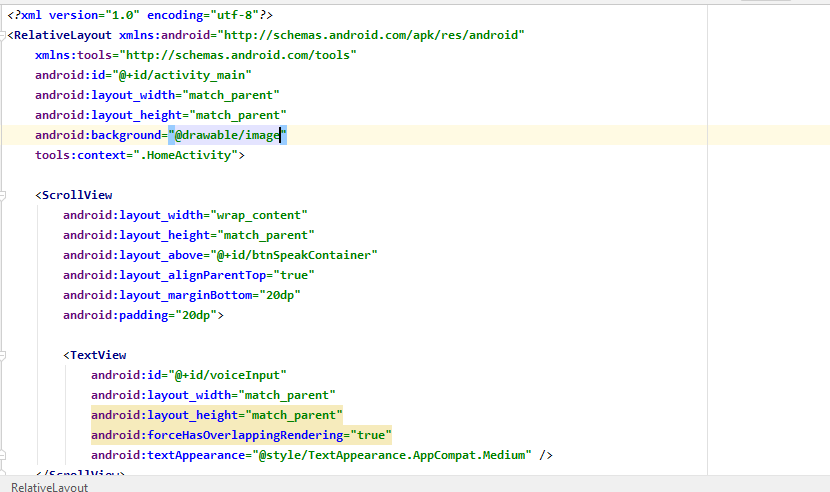 <?xml version="1.0" encoding="utf-8"?>
<RelativeLayout xmlns:android="http://schemas.android.com/apk/res/android"
    xmlns:tools="http://schemas.android.com/tools"
    android:id="@+id/activity_main"
    android:layout_width="match_parent"
    android:layout_height="match_parent"
    android:background="@drawable/image"
    tools:context=".HomeActivity">

    <ScrollView
        android:layout_width="wrap_content"
        android:layout_height="match_parent"
        android:layout_above="@+id/btnSpeakContainer"
        android:layout_alignParentTop="true"
        android:layout_marginBottom="20dp"
        android:padding="20dp">

        <TextView
            android:id="@+id/voiceInput"
            android:layout_width="match_parent"
            android:layout_height="match_parent"
            android:forceHasOverlappingRendering="true"
            android:textAppearance="@style/TextAppearance.AppCompat.Medium" />
    </ScrollView>
RelativeLayout